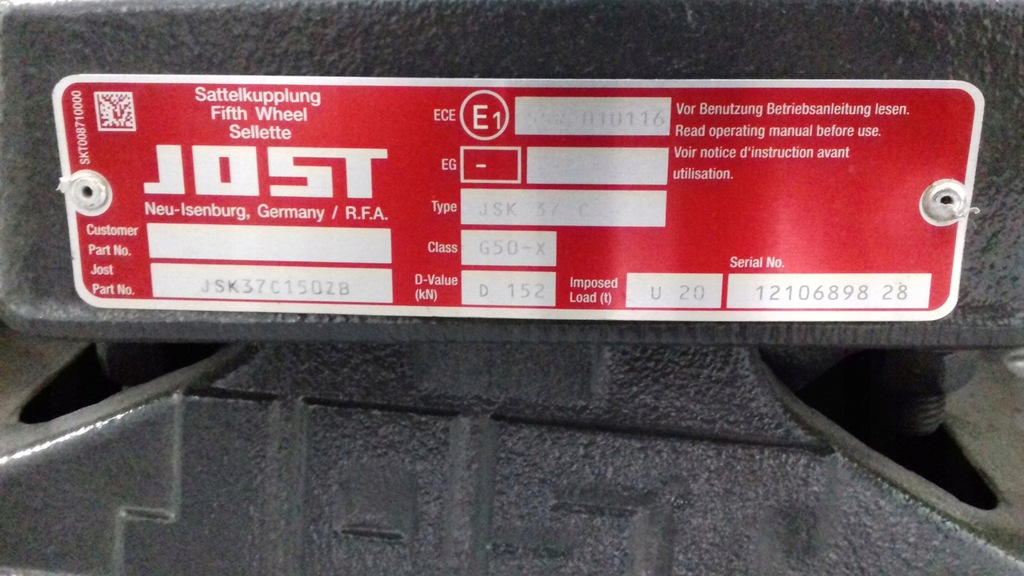 SKT008710000
Sattelkupplung
Fifth Wheel
Sellette
JOST
Neu-Isenburg, Germany / R.F.A.
Customer
Part No.
Jost
Part No. JSK37C150ZB
ECE E1 010116
EG -
Type JSK 37 C
Class G50-X
D-Value
(kN) D 152
Imposed
Load (t) U 20
Serial No.
12106898 28
Vor Benutzung Betriebsanleitung lesen.
Read operating manual before use.
Voir notice d'instruction avant
utilisation.